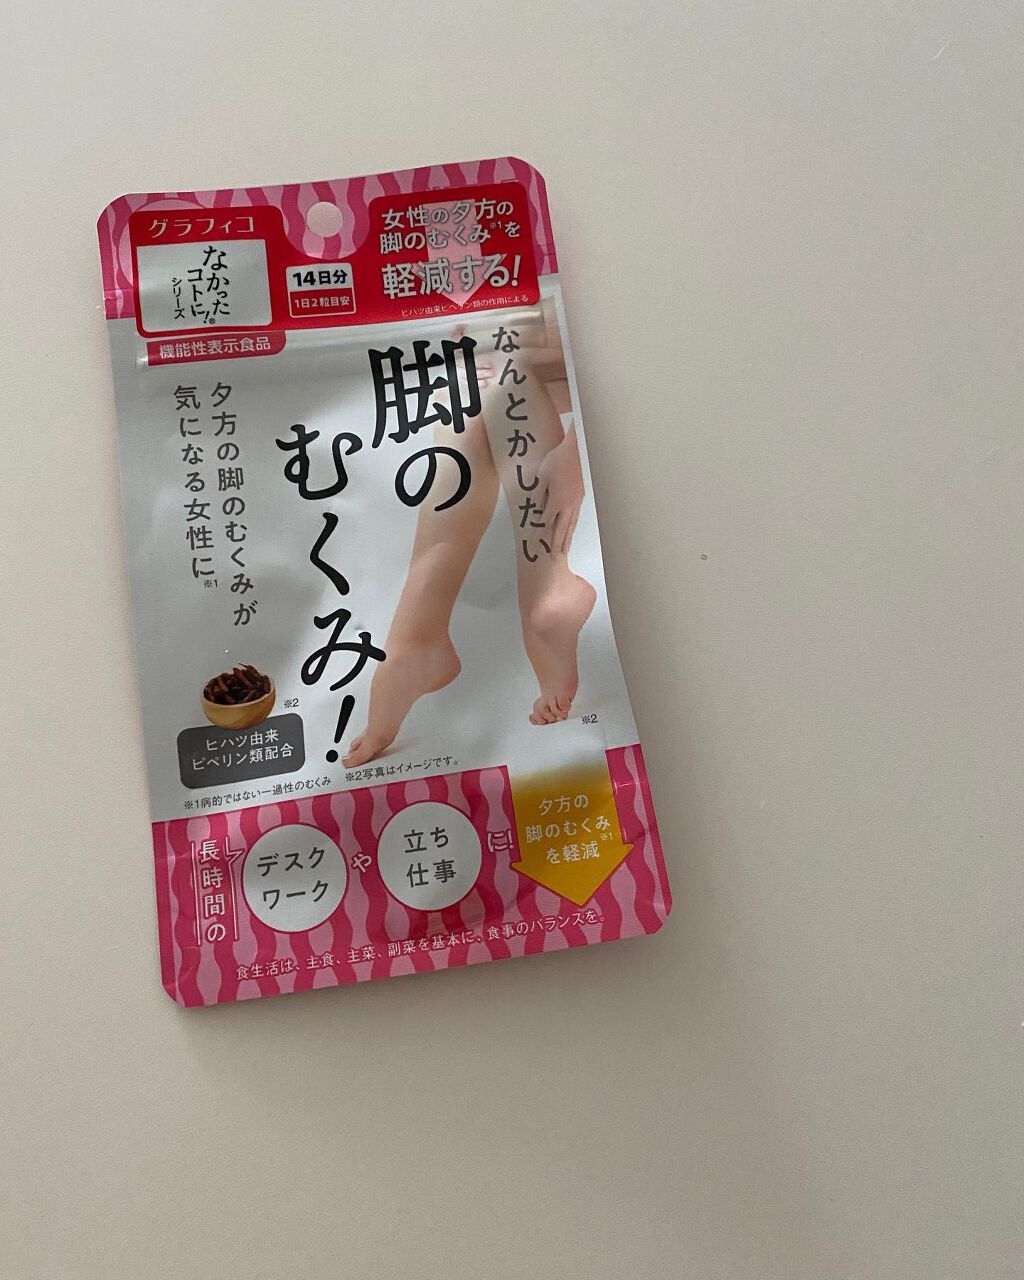 グラフィコ
なかった
コトに!®
シリーズ
14日分
1日2粒目安
女性の夕方の
脚のむくみ※1を
軽減する!
ヒハツ由来ピペリン類の作用による
機能性表示食品
なんとかしたい
脚の
むくみ!
夕方の脚のむくみが
気になる女性に※1
※2
ヒハツ由来
ピペリン類配合
※2
※1病的ではない一過性のむくみ ※2写真はイメージです。
長時間の
デスク
ワーク
や
立ち
仕事
に!
夕方の
脚のむくみ
を軽減※1
食生活は、主食、主菜、副菜を基本に、食事のバランスを。